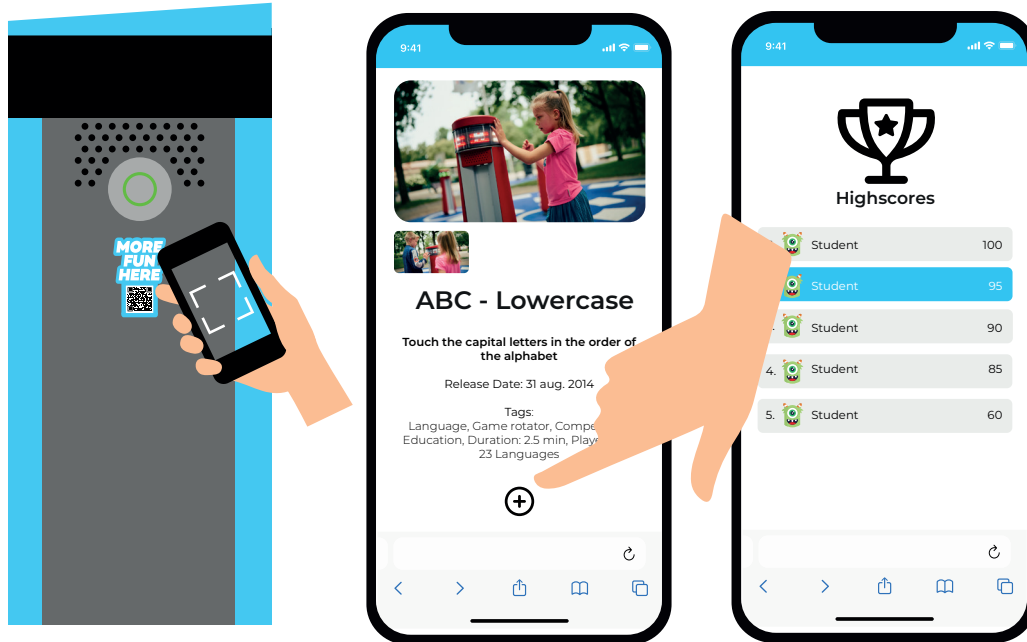 MORE
FUN
HERE
9:41
ABC - Lowercase
Touch the capital letters in the order of
the alphabet
Release Date: 31 aug. 2014
Tags:
Language, Game rotator,
Education, Duration: 2.5 min,
23 Languages
9:41
Highscores
Student 100
Student 95
Student 90
4. Student 85
5. Student 60